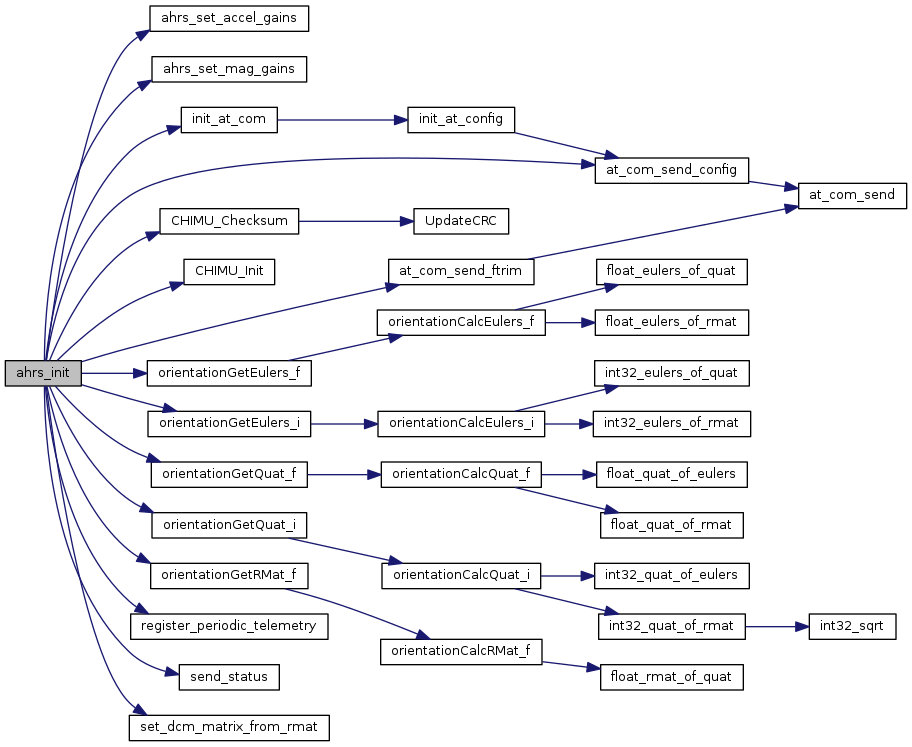 ahrs_set_accel_gains
ahrs_set_mag_gains
init_at_com
init_at_config
at_com_send_config
at_com_send
CHIMU_Checksum
UpdateCRC
CHIMU_Init
at_com_send_ftrim
float_eulers_of_quat
orientationCalcEulers_f
float_eulers_of_rmat
ahrs_init
orientationGetEulers_f
int32_eulers_of_quat
orientationGetEulers_i
orientationCalcEulers_i
int32_eulers_of_rmat
orientationGetQuat_f
orientationCalcQuat_f
float_quat_of_eulers
orientationGetQuat_i
float_quat_of_rmat
orientationGetRMat_f
orientationCalcQuat_i
int32_quat_of_eulers
register_periodic_telemetry
int32_quat_of_rmat
int32_sqrt
orientationCalcRMat_f
send_status
float_rmat_of_quat
set_dcm_matrix_from_rmat